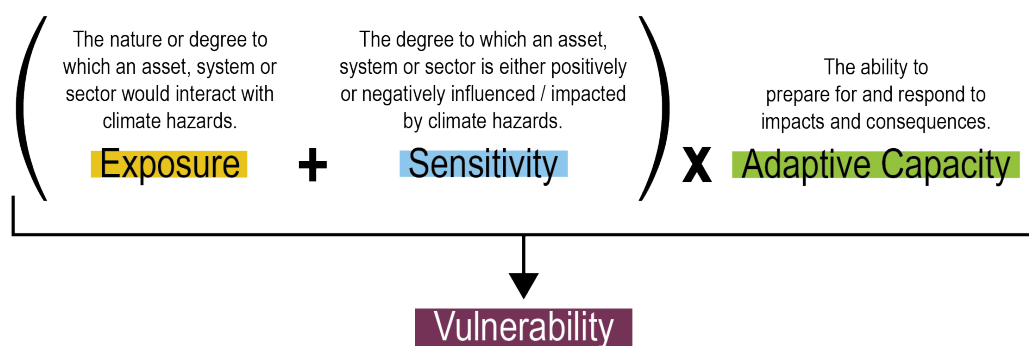 The nature or degree to
which an asset, system or
sector would interact with
climate hazards.
Exposure
+
The degree to which an asset,
system or sector is either positively
or negatively influenced / impacted
by climate hazards.
Sensitivity
x
The ability to
prepare for and respond to
impacts and consequences.
Adaptive Capacity
Vulnerability